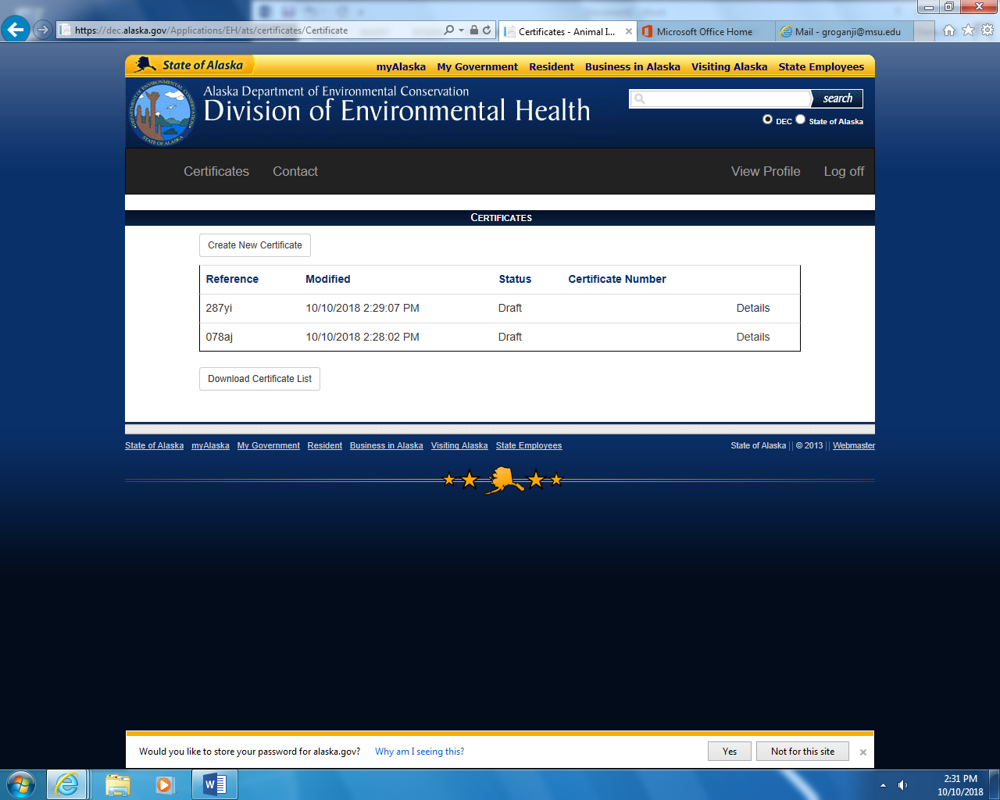 https://dec.alaska.gov/Applications/EH/ats/certificates/Certificate
Certificates - Animal I...
Microsoft Office Home
Mail - groganji@msu.edu
State of Alaska
myAlaska My Government Resident Business in Alaska Visiting Alaska State Employees
Alaska Department of Environmental Conservation
Division of Environmental Health
search
DEC State of Alaska
Certificates Contact View Profile Log off
CERTIFICATES
Create New Certificate
Reference Modified Status Certificate Number
287yi 10/10/2018 2:29:07 PM Draft Details
078aj 10/10/2018 2:28:02 PM Draft Details
Download Certificate List
State of Alaska myAlaska My Government Resident Business in Alaska Visiting Alaska State Employees State of Alaska || © 2013 || Webmaster
Would you like to store your password for alaska.gov? Why am I seeing this? Yes Not for this site
2:31 PM
10/10/2018